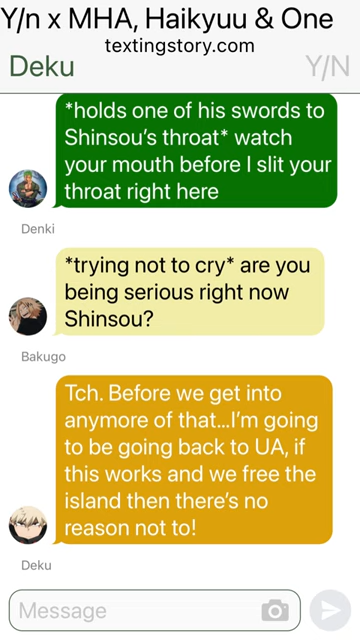 Y/n x MHA, Haikyuu & One
textingstory.com
Deku
Y/N
*holds one of his swords to
Shinsou’s throat* watch
your mouth before I slit your
throat right here
Denki
*trying not to cry* are you
being serious right now
Shinsou?
Bakugo
Tch. Before we get into
anymore of that…I’m going
to be going back to UA, if
this works and we free the
island then there’s no
reason not to!
Deku
Message